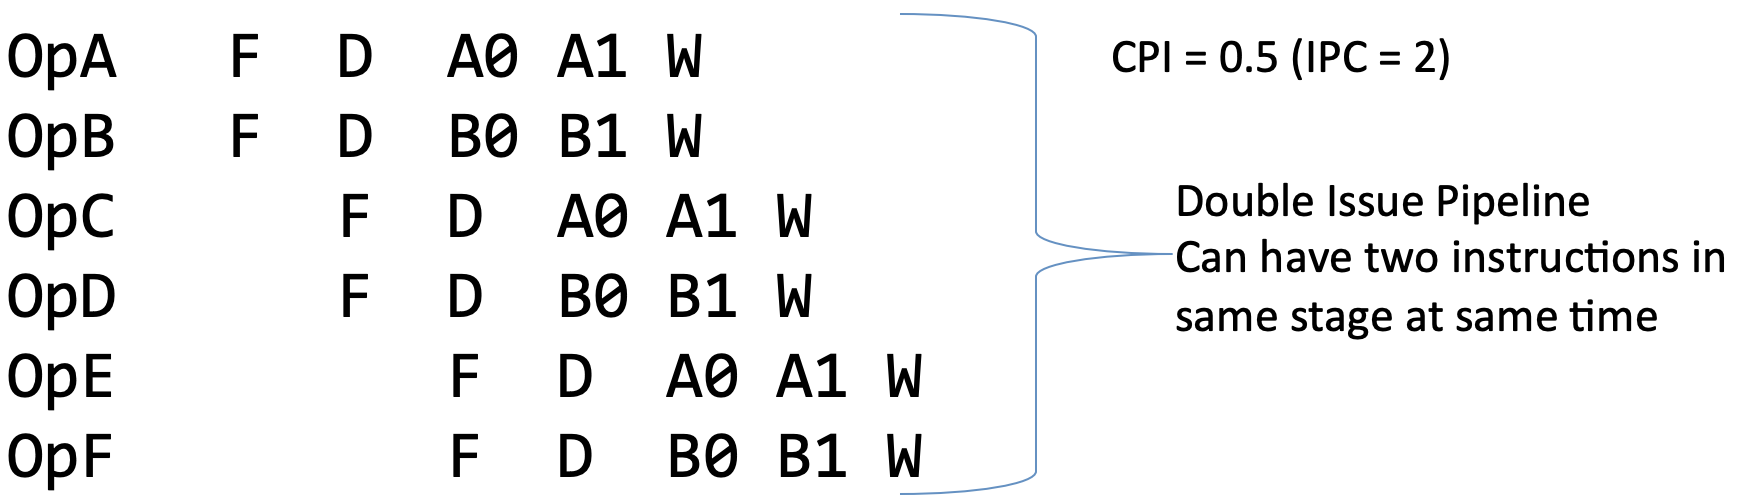 OpA F D A0 A1 W
OpB F D B0 B1 W
OpC F D A0 A1 W
OpD F D B0 B1 W
OpE F D A0 A1 W
OpF F D B0 B1 W
CPI = 0.5 (IPC = 2)
Double Issue Pipeline
Can have two instructions in
same stage at same time